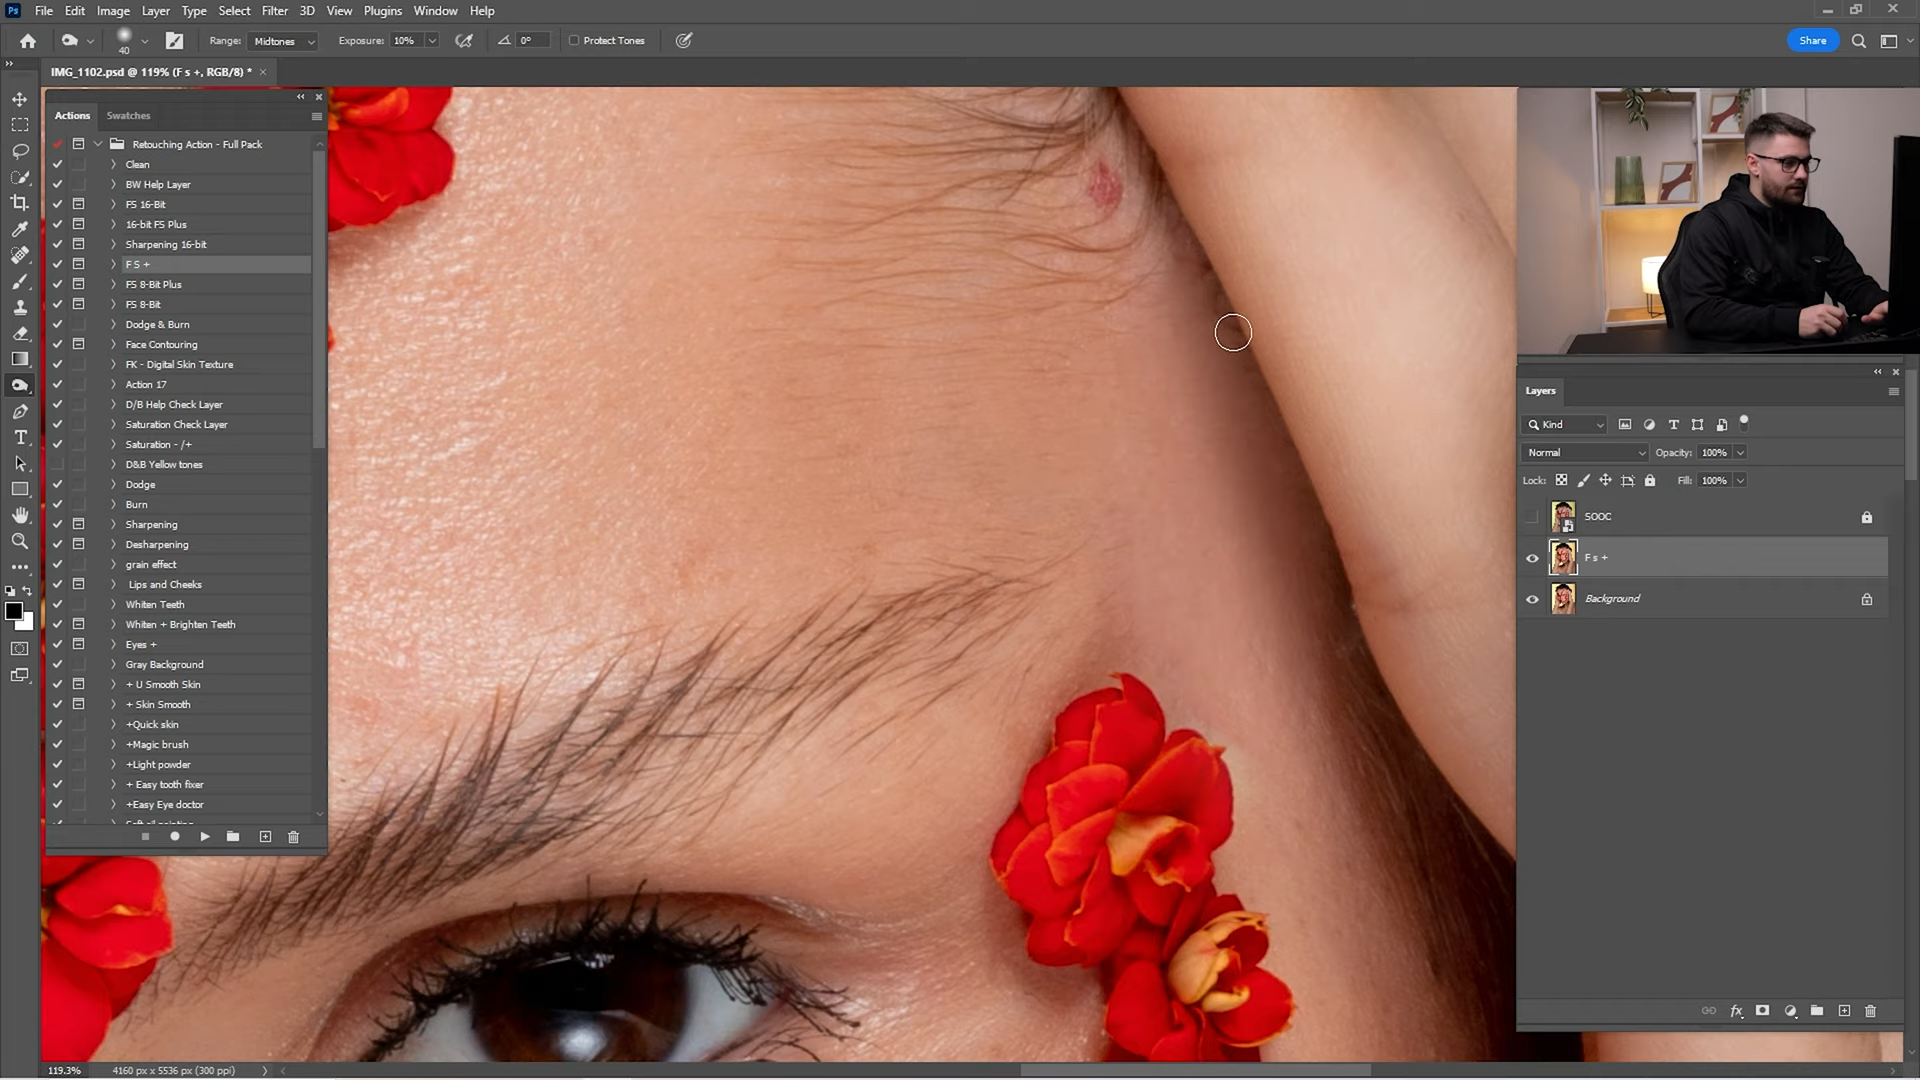 Ps File Edit Image Layer Type Select Filter 3D View Plugins Window Help
40 Range: Midtones Exposure: 10% 0° Protect Tones Share
IMG_1102.psd @ 119% (F s +, RGB/8) * ×
Actions Swatches
Retouching Action - Full Pack
Clean
BW Help Layer
FS 16-Bit
16-bit FS Plus
Sharpening 16-bit
F S +
FS 8-Bit Plus
FS 8-Bit
Dodge & Burn
Face Contouring
FK - Digital Skin Texture
Action 17
D/B Help Check Layer
Saturation Check Layer
Saturation - /+
D&B Yellow tones
Dodge
Burn
Sharpening
Desharpening
grain effect
Lips and Cheeks
Whiten Teeth
Whiten + Brighten Teeth
Eyes +
Gray Background
+ U Smooth Skin
+ Skin Smooth
+Quick skin
+Magic brush
+Light powder
+ Easy tooth fixer
+Easy Eye doctor
Layers
Kind
Normal Opacity: 100%
Lock: Fill: 100%
SOOC
F s +
Background
fx
119.3% 4160 px x 5536 px (300 ppi)